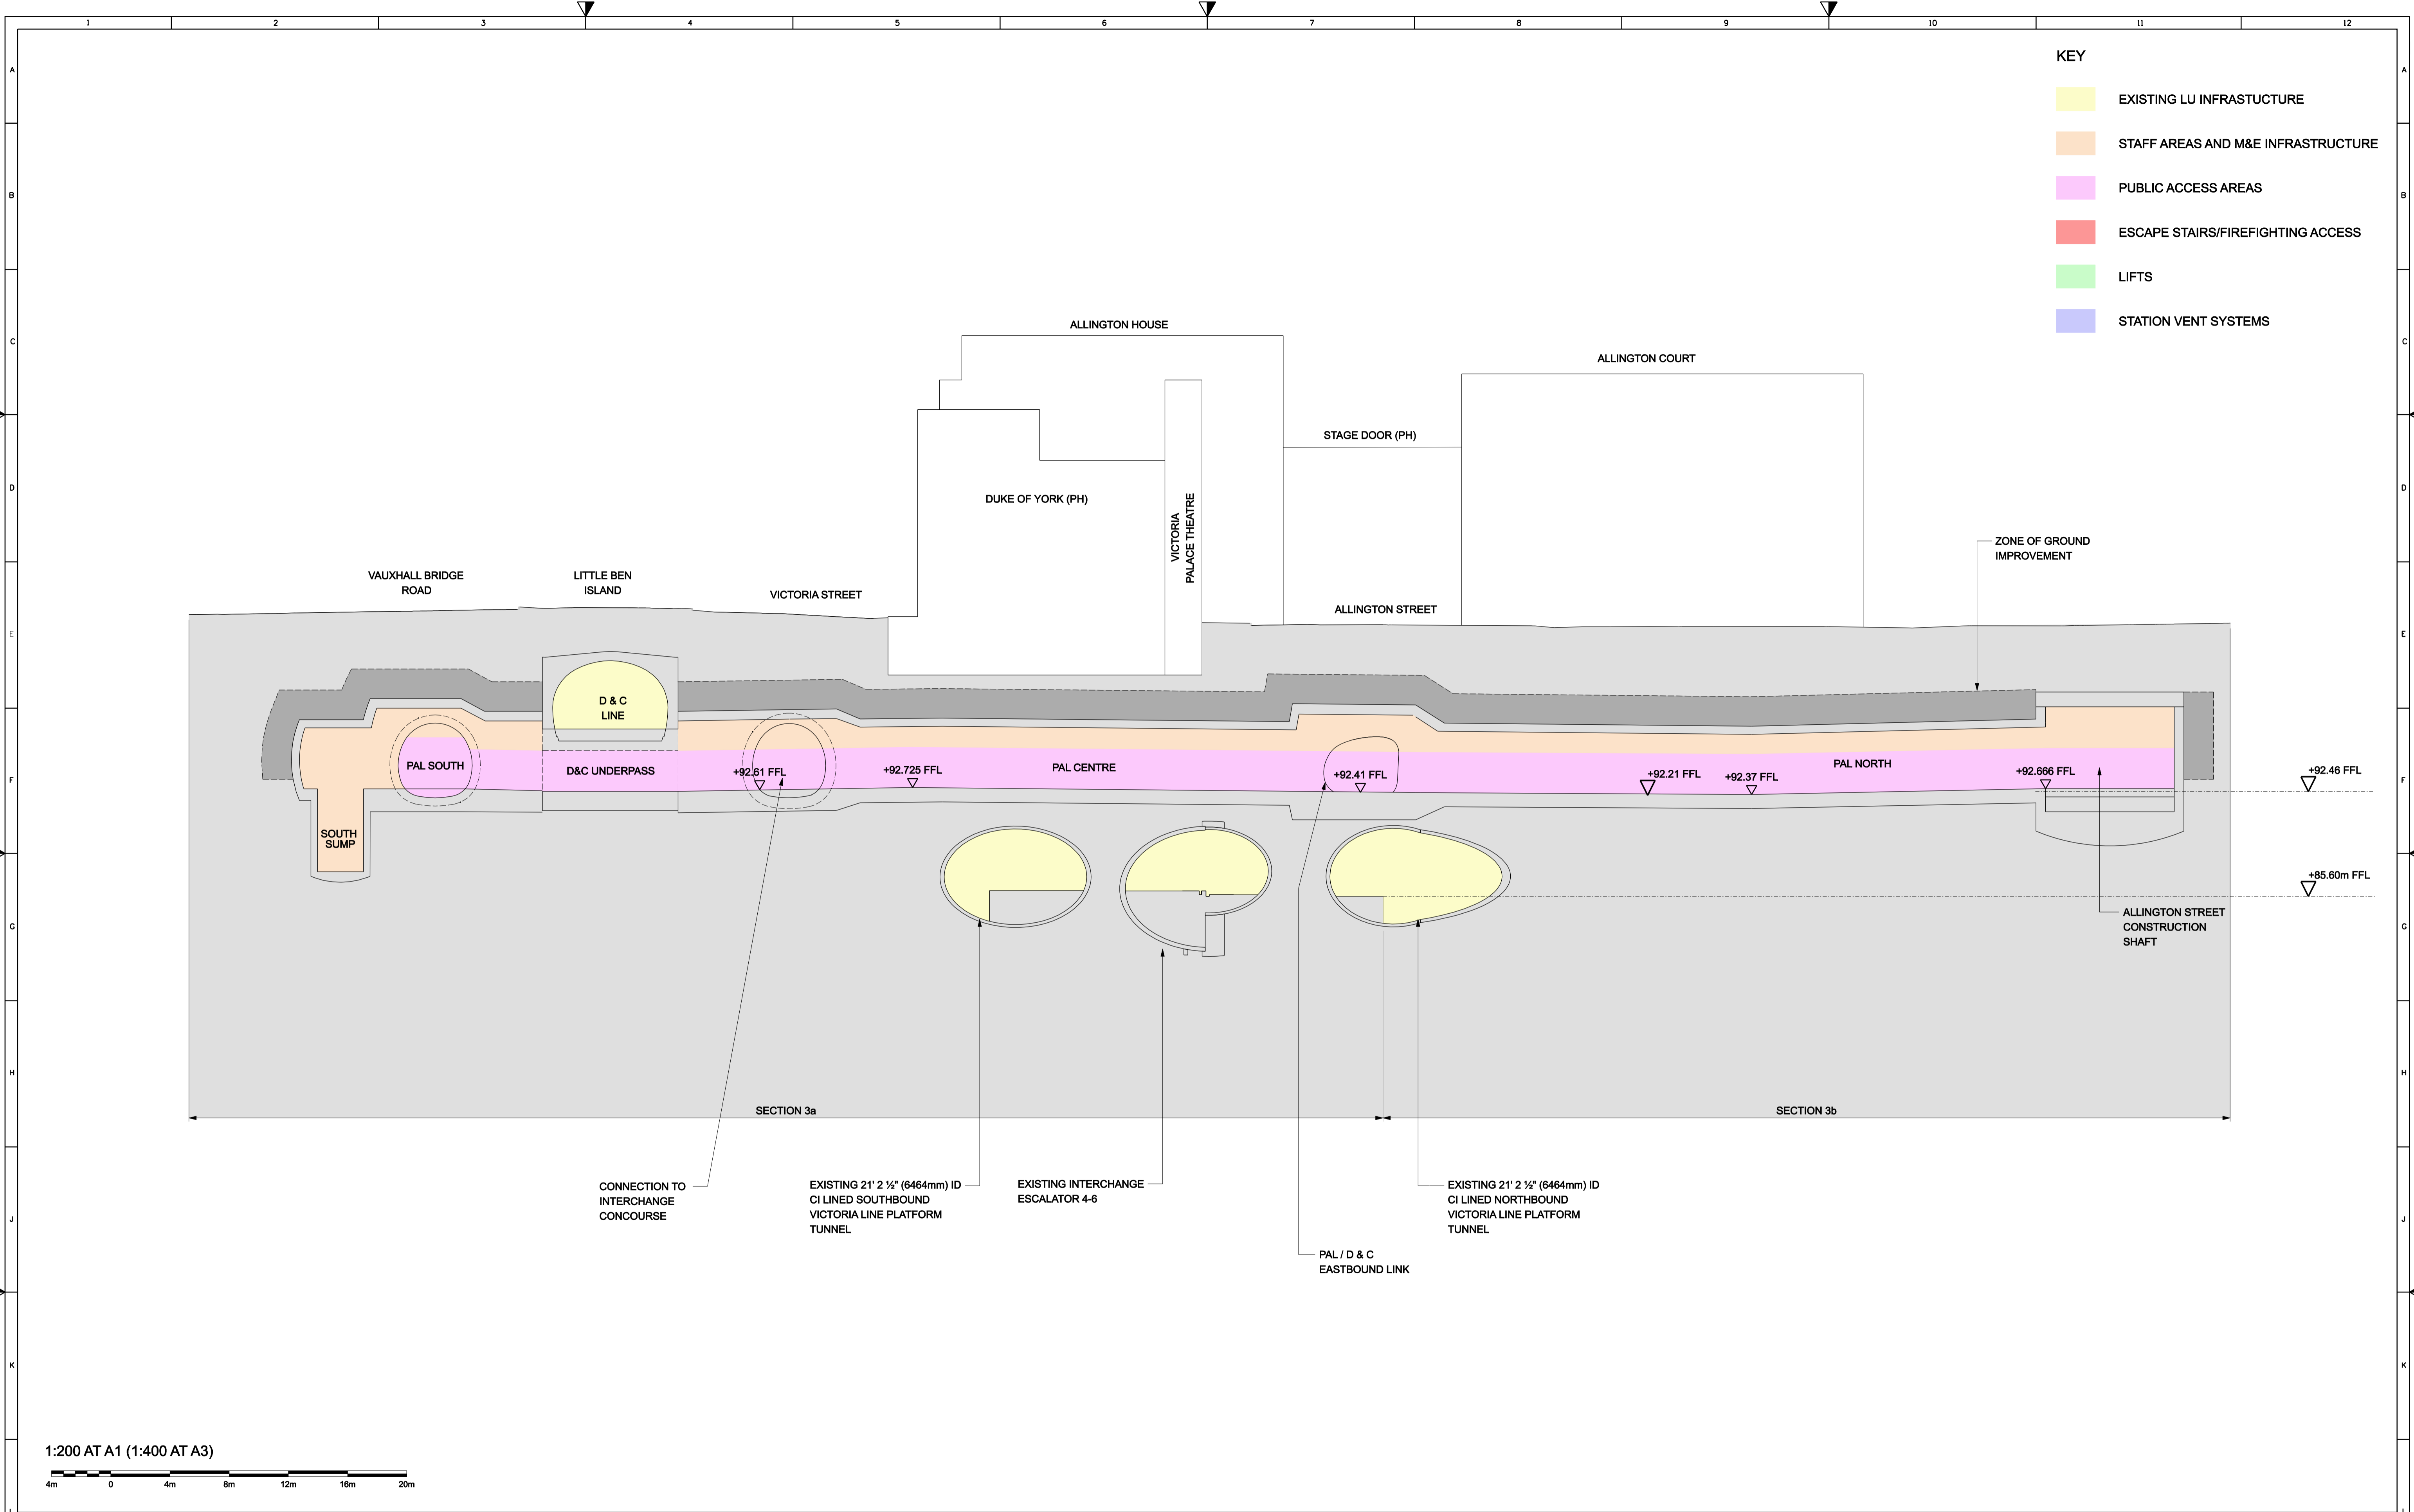 1 2 3 4 5 6 7 8 9 10 11 12
KEY
A A
EXISTING LU INFRASTUCTURE
STAFF AREAS AND M&E INFRASTRUCTURE
PUBLIC ACCESS AREAS
B B
ESCAPE STAIRS/FIREFIGHTING ACCESS
LIFTS
STATION VENT SYSTEMS
ALLINGTON HOUSE
C C
ALLINGTON COURT
STAGE DOOR (PH)
D D
DUKE OF YORK (PH)
VICTORIA
PALACE THEATRE
ZONE OF GROUND
IMPROVEMENT
VAUXHALL BRIDGE
ROAD
LITTLE BEN
ISLAND
VICTORIA STREET
ALLINGTON STREET
E E
D & C
LINE
PAL SOUTH
D&C UNDERPASS
+92.61 FFL
+92.725 FFL
PAL CENTRE
+92.41 FFL
+92.21 FFL
+92.37 FFL
PAL NORTH
+92.666 FFL
+92.46 FFL
F F
SOUTH
SUMP
+85.60m FFL
ALLINGTON STREET
CONSTRUCTION
SHAFT
G G
H H
SECTION 3a
SECTION 3b
CONNECTION TO
INTERCHANGE
CONCOURSE
EXISTING 21' 2 ½" (6464mm) ID
CI LINED SOUTHBOUND
VICTORIA LINE PLATFORM
TUNNEL
EXISTING INTERCHANGE
ESCALATOR 4-6
EXISTING 21' 2 ½" (6464mm) ID
CI LINED NORTHBOUND
VICTORIA LINE PLATFORM
TUNNEL
J J
PAL / D & C
EASTBOUND LINK
K K
1:200 AT A1 (1:400 AT A3)
4m 0 4m 8m 12m 16m 20m